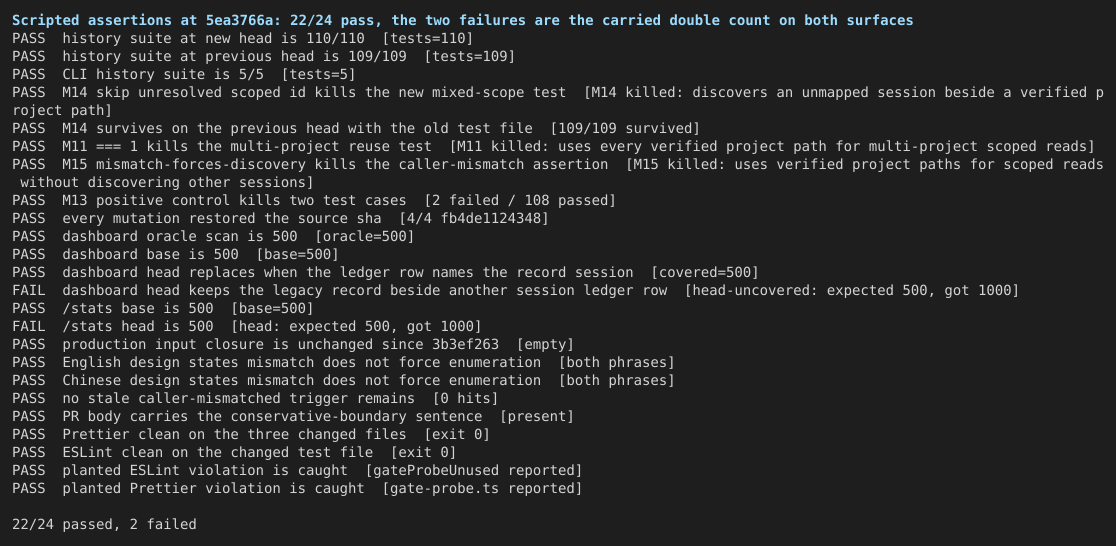 Scripted assertions at 5ea3766a: 22/24 pass, the two failures are the carried double count on both surfaces
PASS  history suite at new head is 110/110  [tests=110]
PASS  history suite at previous head is 109/109  [tests=109]
PASS  CLI history suite is 5/5  [tests=5]
PASS  M14 skip unresolved scoped id kills the new mixed-scope test  [M14 killed: discovers an unmapped session beside a verified p
roject path]
PASS  M14 survives on the previous head with the old test file  [109/109 survived]
PASS  M11 === 1 kills the multi-project reuse test  [M11 killed: uses every verified project path for multi-project scoped reads]
PASS  M15 mismatch-forces-discovery kills the caller-mismatch assertion  [M15 killed: uses verified project paths for scoped reads
 without discovering other sessions]
PASS  M13 positive control kills two test cases  [2 failed / 108 passed]
PASS  every mutation restored the source sha  [4/4 fb4de1124348]
PASS  dashboard oracle scan is 500  [oracle=500]
PASS  dashboard base is 500  [base=500]
PASS  dashboard head replaces when the ledger row names the record session  [covered=500]
FAIL  dashboard head keeps the legacy record beside another session ledger row  [head-uncovered: expected 500, got 1000]
PASS  /stats base is 500  [base=500]
FAIL  /stats head is 500  [head: expected 500, got 1000]
PASS  production input closure is unchanged since 3b3ef263  [empty]
PASS  English design states mismatch does not force enumeration  [both phrases]
PASS  Chinese design states mismatch does not force enumeration  [both phrases]
PASS  no stale caller-mismatched trigger remains  [0 hits]
PASS  PR body carries the conservative-boundary sentence  [present]
PASS  Prettier clean on the three changed files  [exit 0]
PASS  ESLint clean on the changed test file  [exit 0]
PASS  planted ESLint violation is caught  [gateProbeUnused reported]
PASS  planted Prettier violation is caught  [gate-probe.ts reported]
22/24 passed, 2 failed